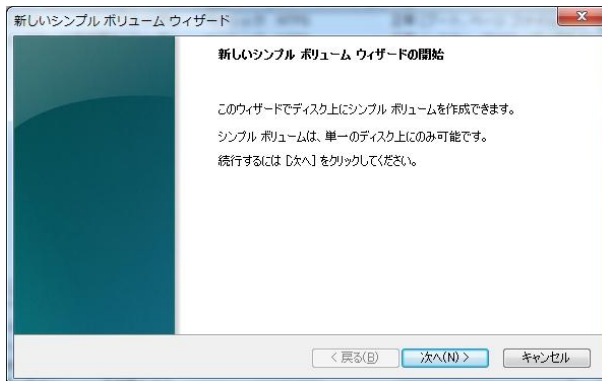 新しいシンプル ボリューム ウィザード
新しいシンプル ボリューム ウィザードの開始
このウィザードでディスク上にシンプル ボリュームを作成できます。
シンプル ボリュームは、単一のディスク上にのみ可能です。
続行するには [次へ] をクリックしてください。
< 戻る(B)
次へ(N) >
キャンセル